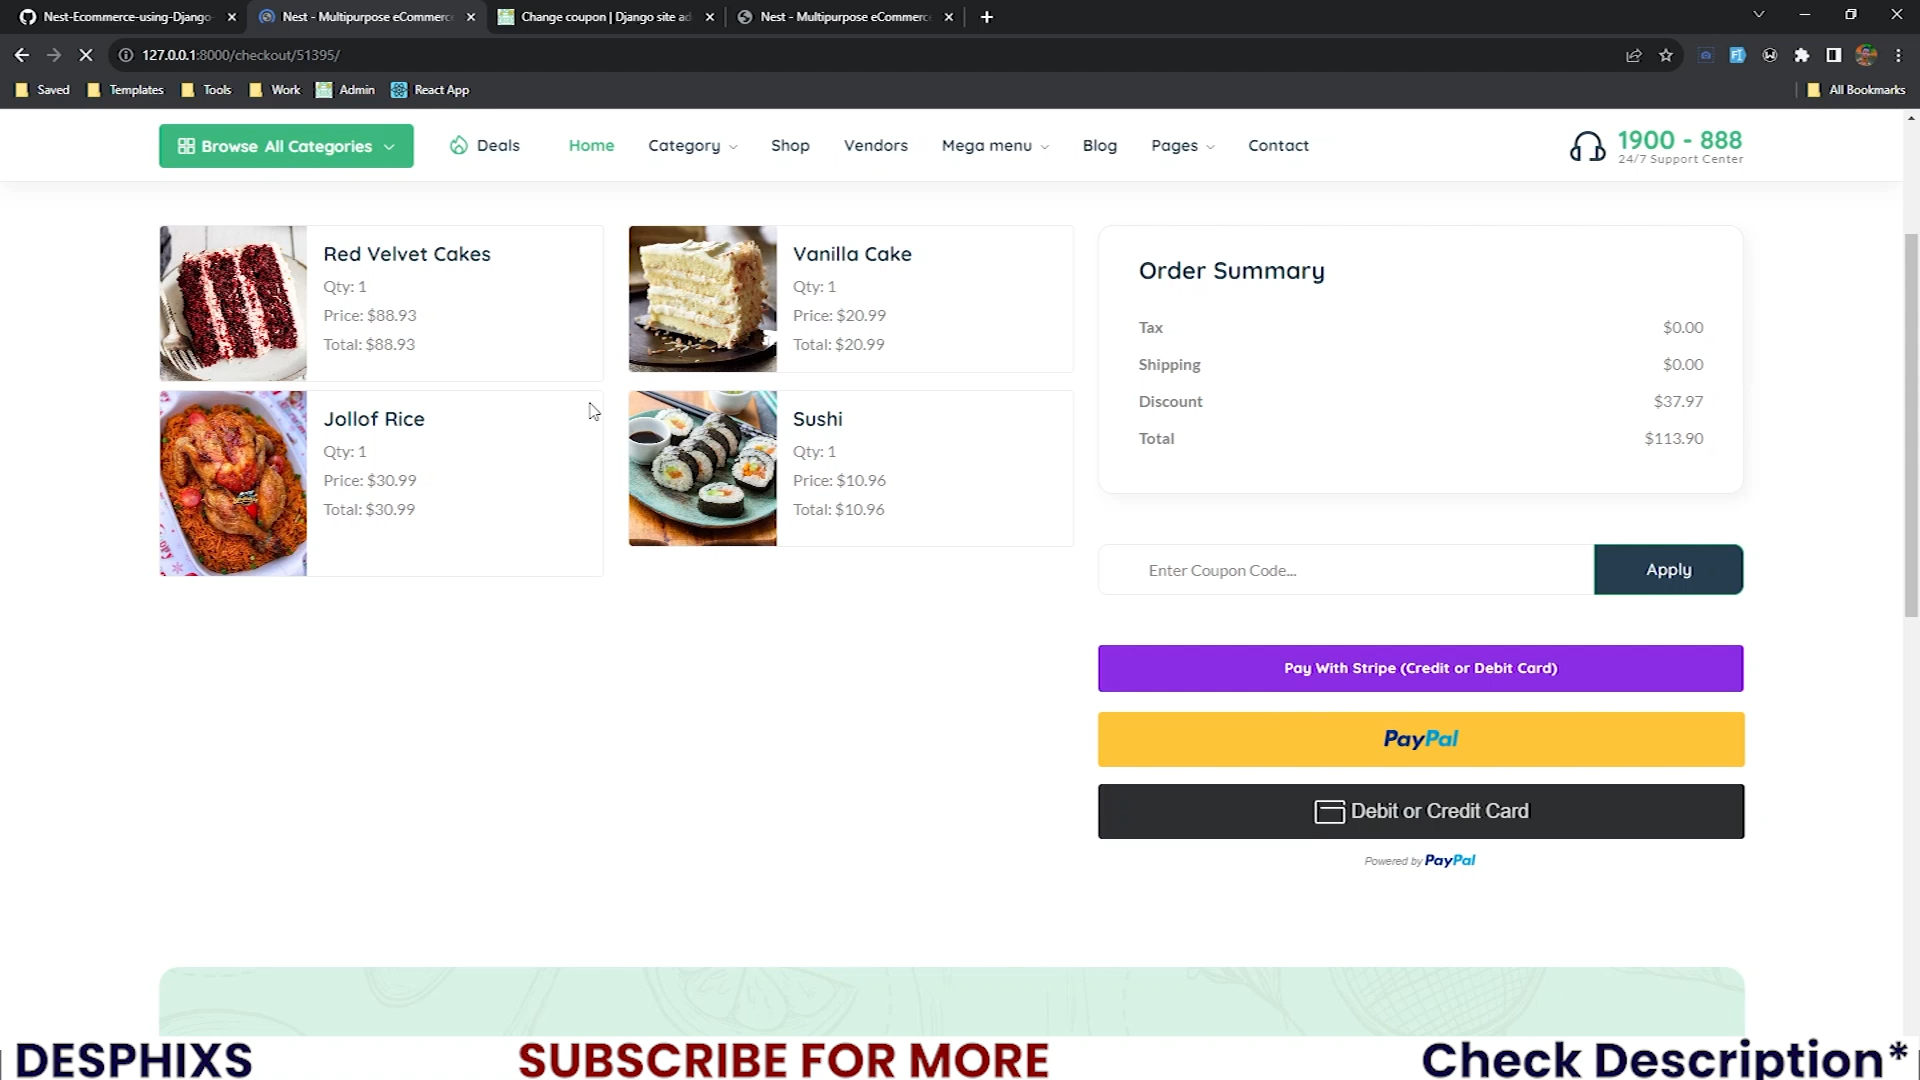 Nest-Ecommerce-using-Django-
Nest - Multipurpose eCommerc
Change coupon | Django site ad
Nest - Multipurpose eCommerc
127.0.0.1:8000/checkout/51395/
Saved
Templates
Tools
Work
Admin
React App
All Bookmarks
Browse All Categories
Deals
Home
Category
Shop
Vendors
Mega menu
Blog
Pages
Contact
1900 - 888
24/7 Support Center
Red Velvet Cakes
Qty: 1
Price: $88.93
Total: $88.93
Vanilla Cake
Qty: 1
Price: $20.99
Total: $20.99
Jollof Rice
Qty: 1
Price: $30.99
Total: $30.99
Sushi
Qty: 1
Price: $10.96
Total: $10.96
Order Summary
Tax $0.00
Shipping $0.00
Discount $37.97
Total $113.90
Enter Coupon Code...
Apply
Pay With Stripe (Credit or Debit Card)
PayPal
Debit or Credit Card
Powered by PayPal
DESPHIXS
SUBSCRIBE FOR MORE
Check Description*